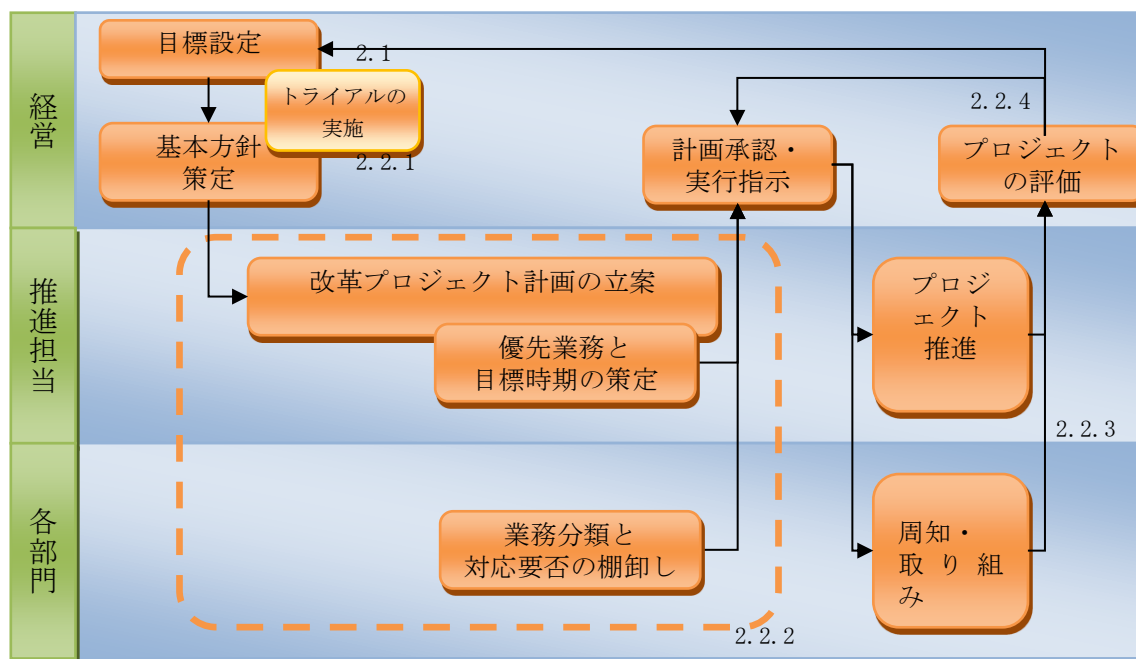 経営
目標設定
2.1
トライアルの
実施
基本方針
策定
2.2.1
計画承認・
実行指示
2.2.4
プロジェクト
の評価
推進担当
改革プロジェクト計画の立案
優先業務と
目標時期の策定
プロジ
ェクト
推進
2.2.3
各部門
業務分類と
対応要否の棚卸し
周知・
取り組
み
2.2.2